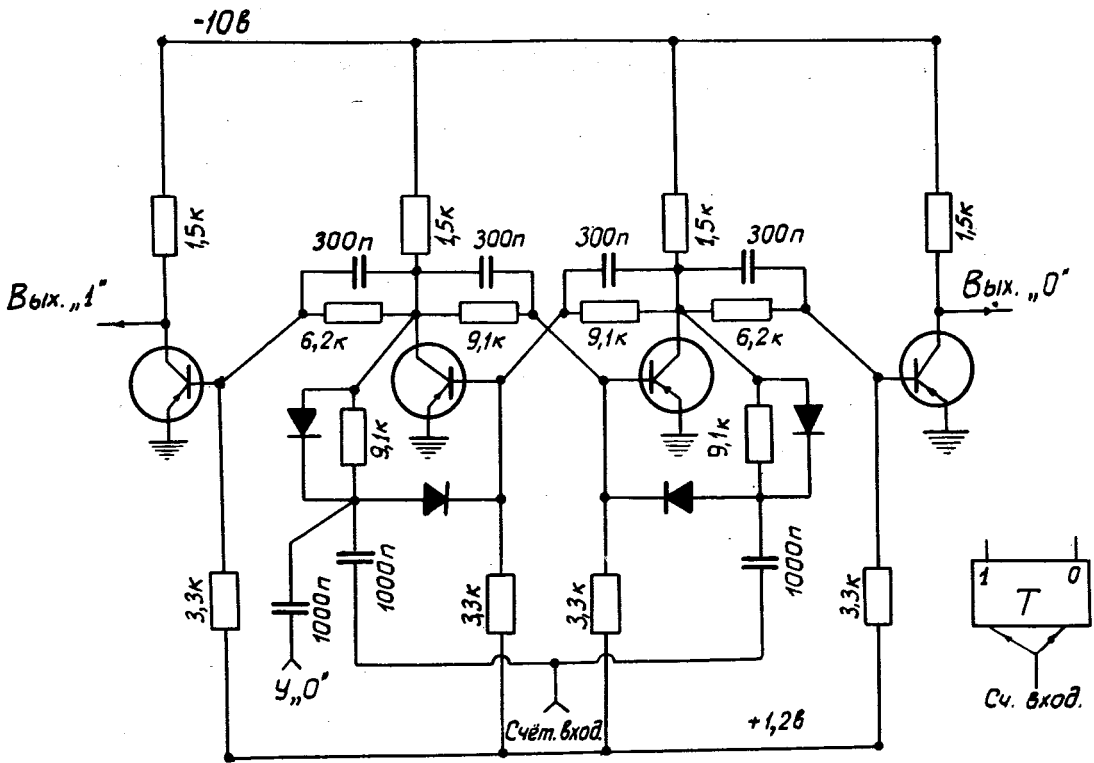 -10в
1,5к
1,5к
1,5к
1,5к
300п
300п
300п
300п
Вых. „1"
Вых. „0"
6,2к
9,1к
9,1к
6,2к
9,1к
9,1к
3,3к
1000п
1000п
3,3к
3,3к
1000п
3,3к
1
0
Т
У„0"
Счёт. вход.
+1,2в
Сч. вход.